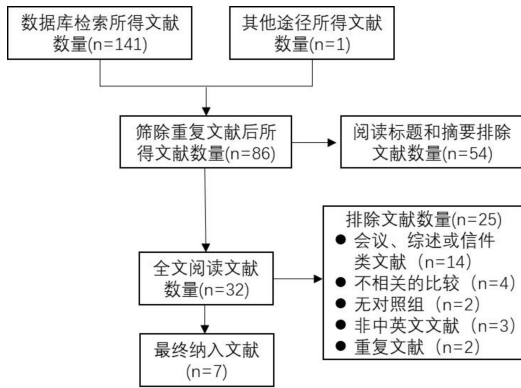 数据库检索所得文献
数量(n=141)
其他途径所得文献
数量(n=1)
筛除重复文献后所
得文献数量(n=86)
阅读标题和摘要排除
文献数量(n=54)
排除文献数量(n=25)
● 会议、综述或信件
类文献（n=14）
● 不相关的比较（n=4）
● 无对照组（n=2）
● 非中英文文献（n=3）
● 重复文献（n=2）
全文阅读文献
数量(n=32)
最终纳入文献
(n=7)